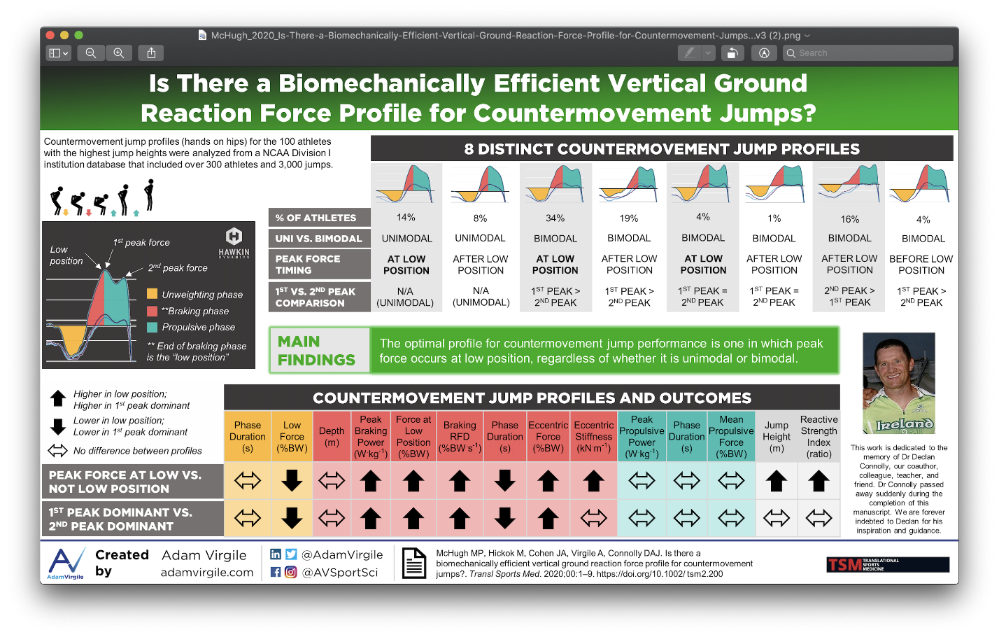 McHugh_2020_Is-There-a-Biomechanically-Efficient-Vertical-Ground-Reaction-Force-Profile-for-Countermovement-Jumps...v3 (2).png
Search
Is There a Biomechanically Efficient Vertical Ground
Reaction Force Profile for Countermovement Jumps?
Countermovement jump profiles (hands on hips) for the 100 athletes
with the highest jump heights were analyzed from a NCAA Division I
institution database that included over 300 athletes and 3,000 jumps.
Low
position
1st peak force
2nd peak force
HAWKIN
DYNAMICS
Unweighting phase
**Braking phase
Propulsive phase
** End of braking phase
is the “low position”
8 DISTINCT COUNTERMOVEMENT JUMP PROFILES
% OF ATHLETES 14% 8% 34% 19% 4% 1% 16% 4%
UNI VS. BIMODAL UNIMODAL UNIMODAL BIMODAL BIMODAL BIMODAL BIMODAL BIMODAL BIMODAL
PEAK FORCE AT LOW AFTER LOW AT LOW AFTER LOW AT LOW AFTER LOW AFTER LOW BEFORE LOW
TIMING POSITION POSITION POSITION POSITION POSITION POSITION POSITION POSITION
1ST VS. 2ND PEAK N/A N/A 1ST PEAK > 1ST PEAK > 1ST PEAK = 1ST PEAK = 2ND PEAK > 1ST PEAK >
COMPARISON (UNIMODAL) (UNIMODAL) 2ND PEAK 2ND PEAK 2ND PEAK 2ND PEAK 1ST PEAK 2ND PEAK
MAIN
FINDINGS
The optimal profile for countermovement jump performance is one in which peak
force occurs at low position, regardless of whether it is unimodal or bimodal.
Higher in low position;
Higher in 1st peak dominant
Lower in low position;
Lower in 1st peak dominant
No difference between profiles
COUNTERMOVEMENT JUMP PROFILES AND OUTCOMES
Phase
Duration
(s)
Low
Force
(%BW)
Depth
(m)
Peak
Braking
Power
(W·kg-1)
Force at
Low
Position
(%BW)
Braking
RFD
(%BW·s-1)
Phase
Duration
(s)
Eccentric
Force
(%BW)
Eccentric
Stiffness
(kN·m-1)
Peak
Propulsive
Power
(W·kg-1)
Phase
Duration
(s)
Mean
Propulsive
Force
(%BW)
Jump
Height
(m)
Reactive
Strength
Index
(ratio)
PEAK FORCE AT LOW VS.
NOT LOW POSITION
1ST PEAK DOMINANT VS.
2ND PEAK DOMINANT
Ireland
This work is dedicated to the
memory of Dr Declan
Connolly, our coauthor,
colleague, teacher, and
friend. Dr Connolly passed
away suddenly during the
completion of this
manuscript. We are forever
indebted to Declan for his
inspiration and guidance.
AdamVirgile
Created
by
Adam Virgile
adamvirgile.com
@AdamVirgile
@AVSportSci
McHugh MP, Hickok M, Cohen JA, Virgile A, Connolly DAJ. Is there a
biomechanically efficient vertical ground reaction force profile for countermovement
jumps?. Transl Sports Med. 2020;00:1–9. https://doi.org/10.1002/ tsm2.200
TSM TRANSLATIONAL
SPORTS
MEDICINE